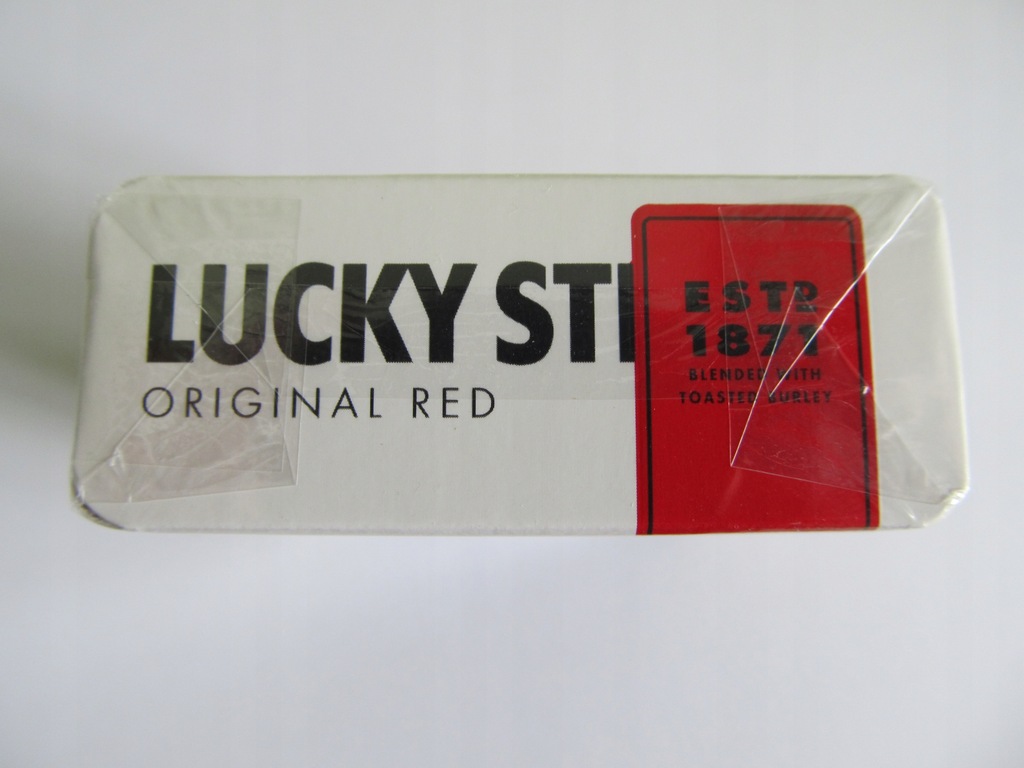 LUCKY STI
ORIGINAL RED
ESTD
1871
BLENDED WITH
TOASTED BURLEY